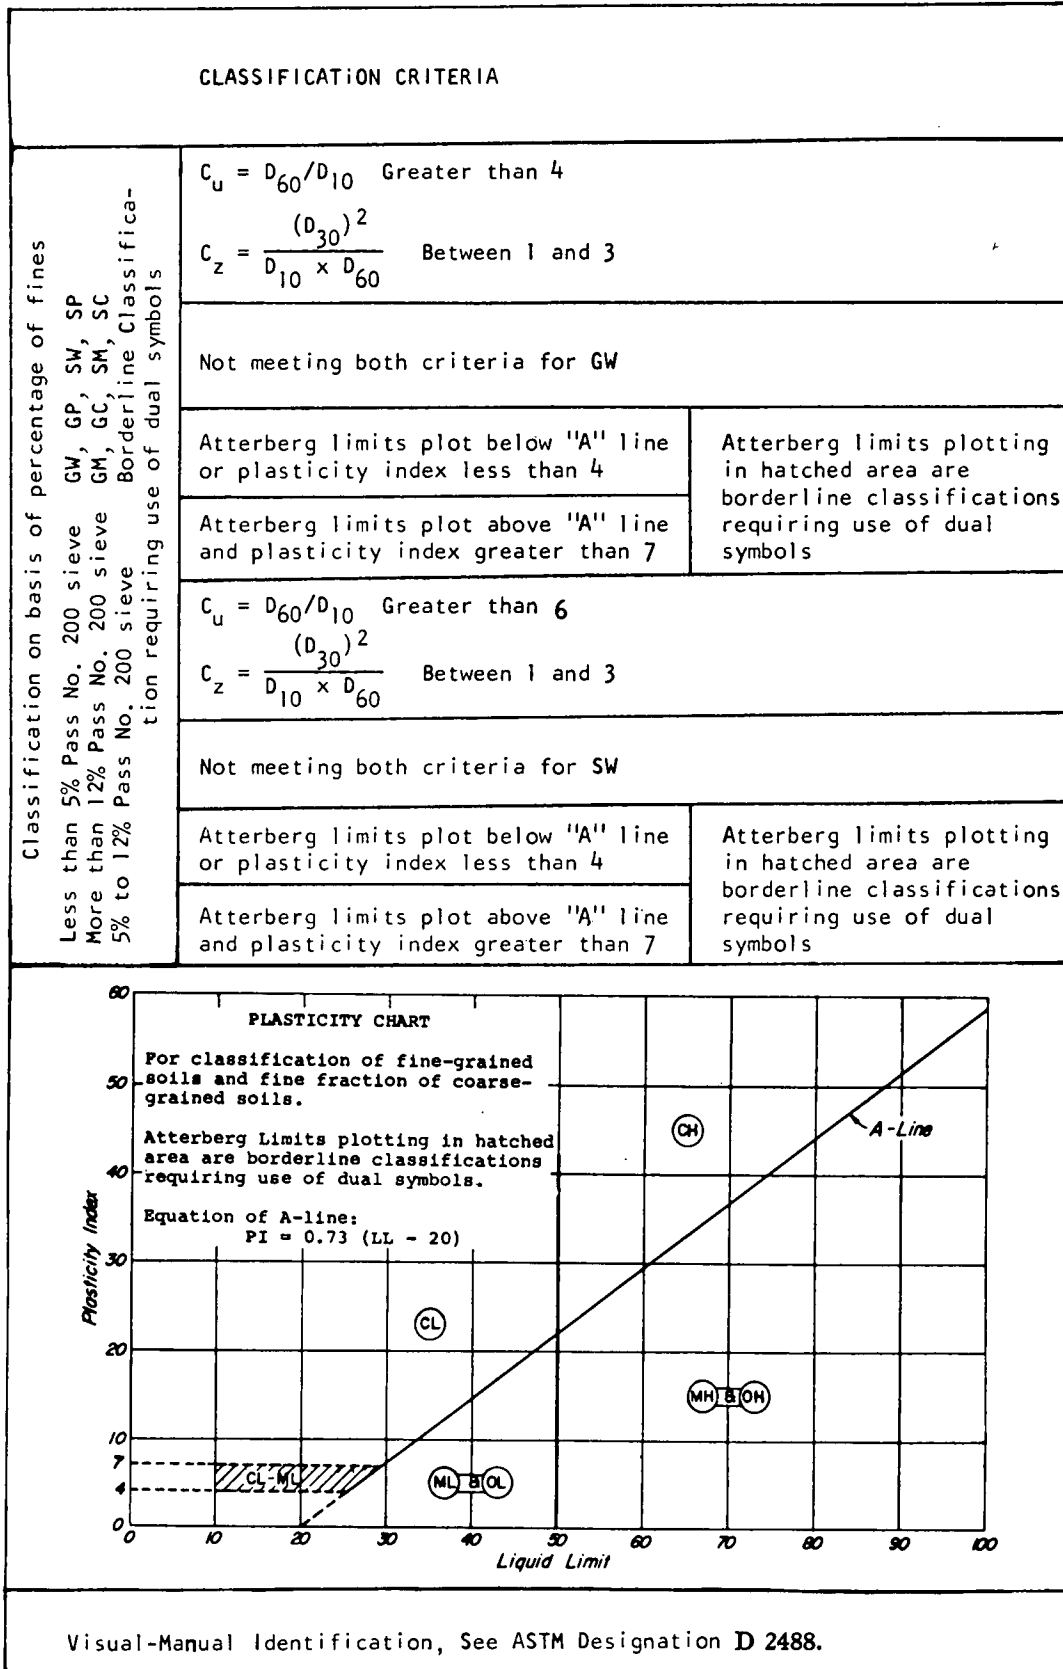 CLASSIFICATION CRITERIA
Classification on basis of percentage of fines
Less than 5% Pass No. 200 sieve GW, GP, SW, SP
More than 12% Pass No. 200 sieve GM, GC, SM, SC
5% to 12% Pass No. 200 sieve Borderline Classifica-
tion requiring use of dual symbols
C_u = D_60/D_10 Greater than 4
C_z = (D_30)^2 / (D_10 × D_60) Between 1 and 3
Not meeting both criteria for GW
Atterberg limits plot below "A" line
or plasticity index less than 4
Atterberg limits plot above "A" line
and plasticity index greater than 7
Atterberg limits plotting
in hatched area are
borderline classifications
requiring use of dual
symbols
C_u = D_60/D_10 Greater than 6
C_z = (D_30)^2 / (D_10 × D_60) Between 1 and 3
Not meeting both criteria for SW
Atterberg limits plot below "A" line
or plasticity index less than 4
Atterberg limits plot above "A" line
and plasticity index greater than 7
Atterberg limits plotting
in hatched area are
borderline classifications
requiring use of dual
symbols
PLASTICITY CHART
For classification of fine-grained
soils and fine fraction of coarse-
grained soils.
Atterberg Limits plotting in hatched
area are borderline classifications
requiring use of dual symbols.
Equation of A-line:
PI = 0.73 (LL - 20)
Plasticity Index
60
50
40
30
20
10
7
4
0
CH
A-Line
CL
MH & OH
CL-ML
ML & OL
0 10 20 30 40 50 60 70 80 90 100
Liquid Limit
Visual-Manual Identification, See ASTM Designation D 2488.